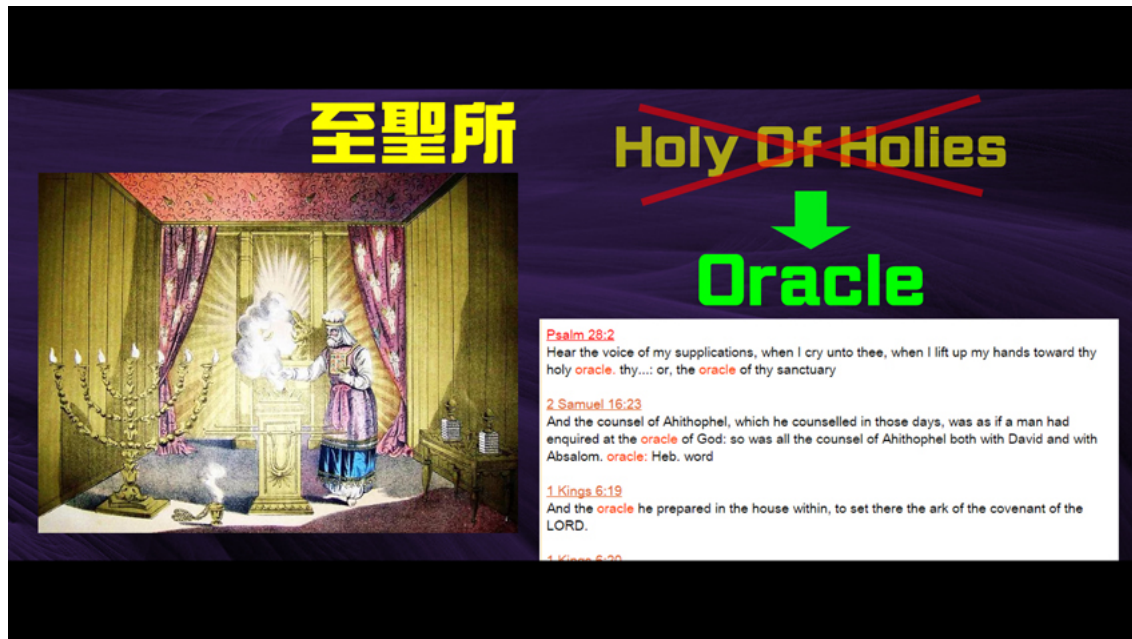 至聖所
Holy Of Holies
Oracle
Psalm 28:2
Hear the voice of my supplications, when I cry unto thee, when I lift up my hands toward thy
holy oracle. thy...: or, the oracle of thy sanctuary
2 Samuel 16:23
And the counsel of Ahithophel, which he counselled in those days, was as if a man had
enquired at the oracle of God: so was all the counsel of Ahithophel both with David and with
Absalom. oracle: Heb. word
1 Kings 6:19
And the oracle he prepared in the house within, to set there the ark of the covenant of the
LORD.
1 Kings 6:20